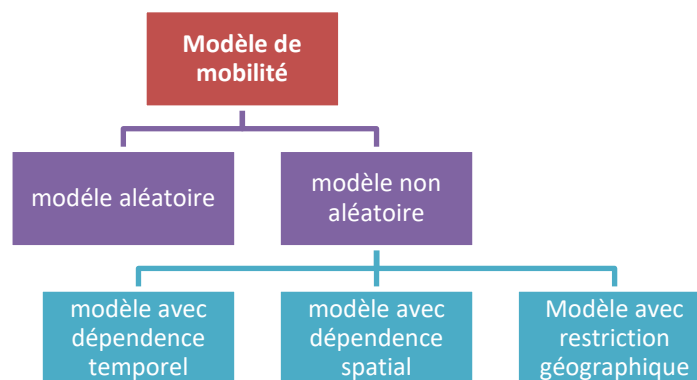 Modèle de
mobilité
modéle aléatoire
modèle non
aléatoire
modèle avec
dépendence
temporel
modèle avec
dépendence
spatial
Modèle avec
restriction
géographique